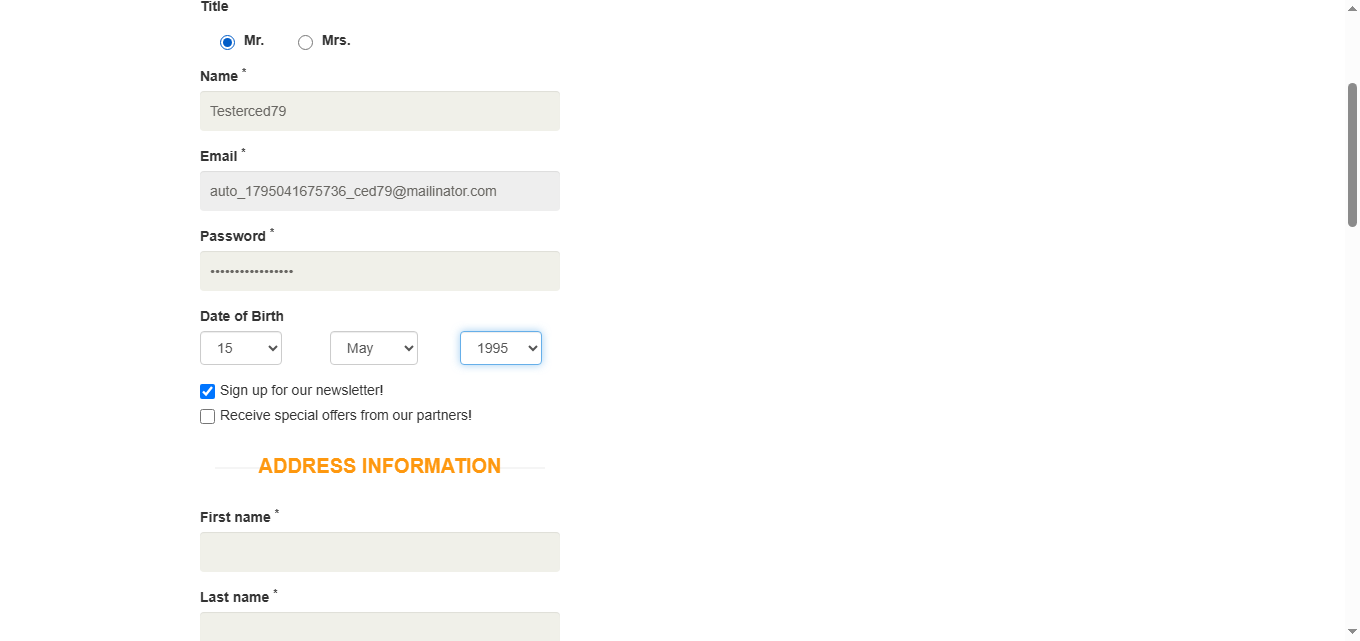 Title
Mr. Mrs.
Name *
Testerced79
Email *
auto_1795041675736_ced79@mailinator.com
Password *
•••••••••••••••••
Date of Birth
15 May 1995
Sign up for our newsletter!
Receive special offers from our partners!
ADDRESS INFORMATION
First name *
Last name *